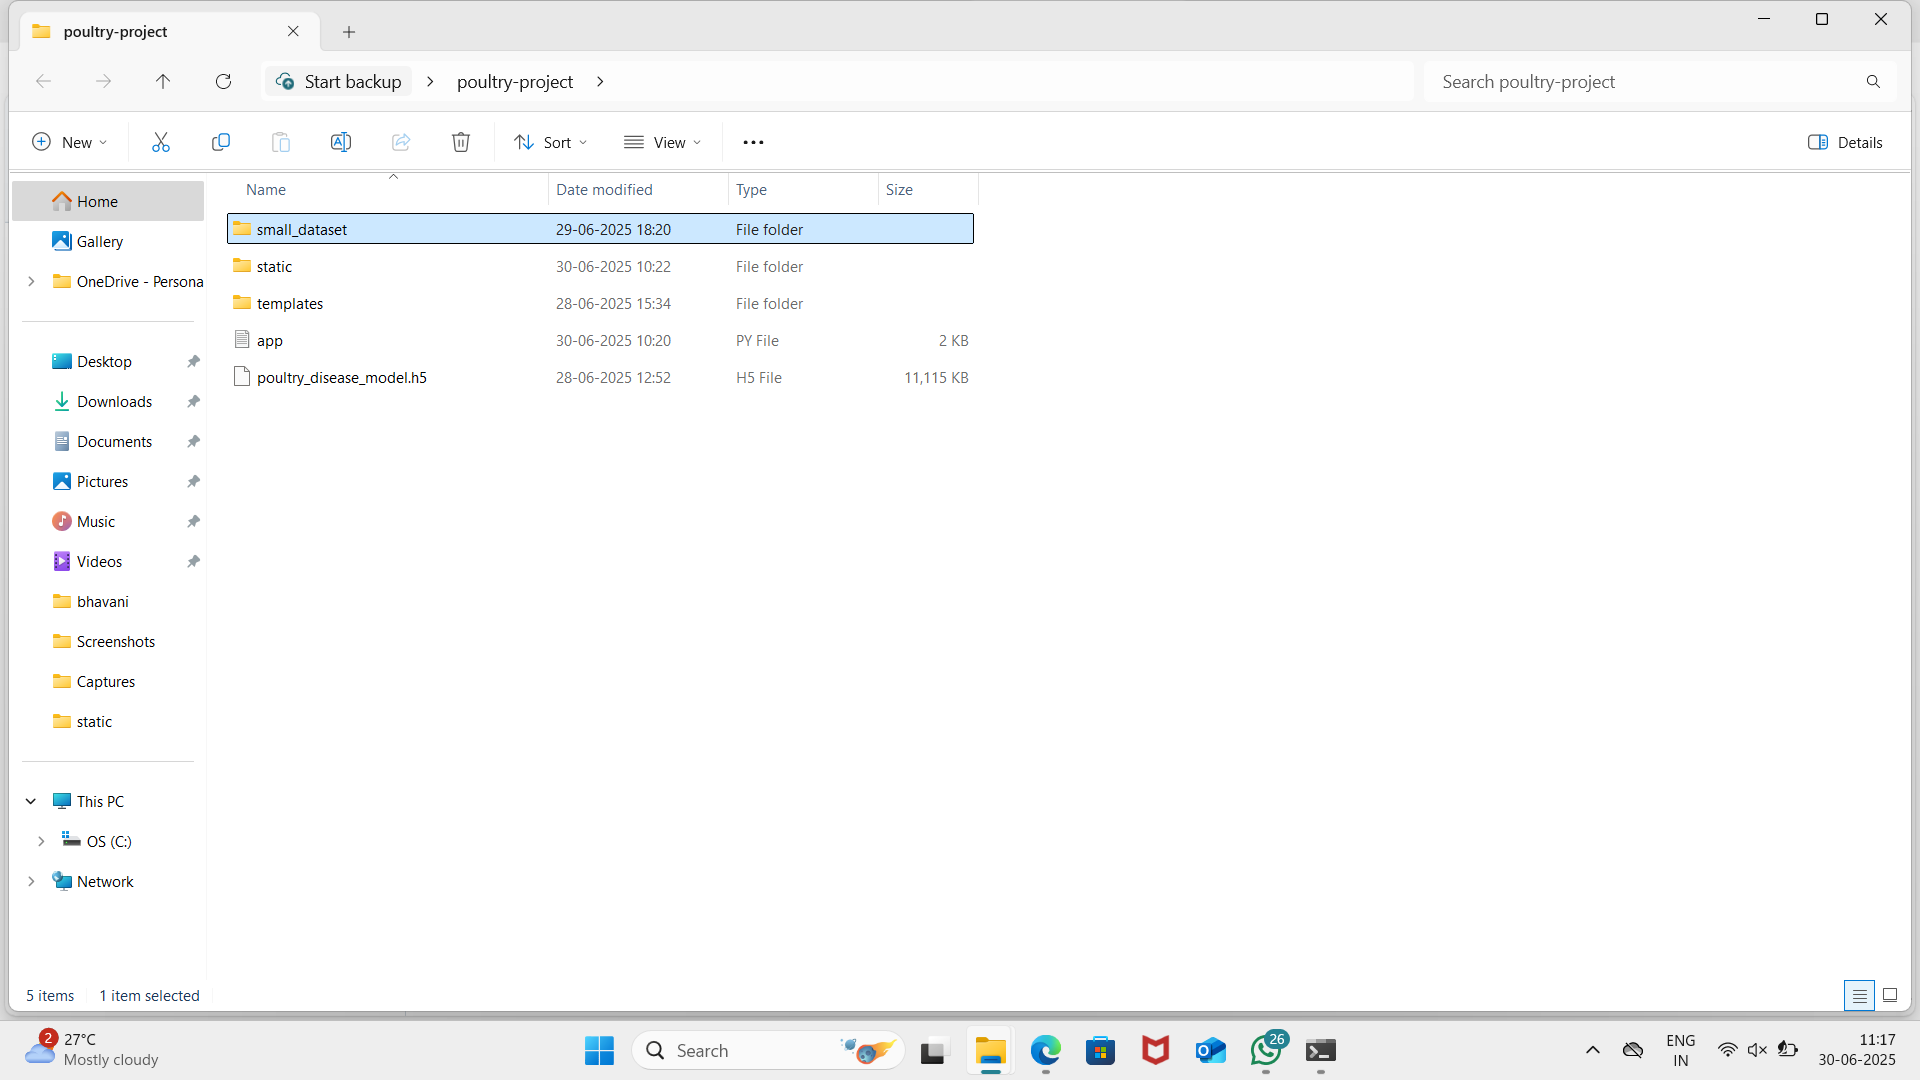 poultry-project
Start backup
poultry-project
Search poultry-project
New
Sort
View
Details
Name Date modified Type Size
Home
Gallery
OneDrive - Persona
Desktop
Downloads
Documents
Pictures
Music
Videos
bhavani
Screenshots
Captures
static
This PC
OS (C:)
Network
small_dataset 29-06-2025 18:20 File folder
static 30-06-2025 10:22 File folder
templates 28-06-2025 15:34 File folder
app 30-06-2025 10:20 PY File 2 KB
poultry_disease_model.h5 28-06-2025 12:52 H5 File 11,115 KB
5 items 1 item selected
2
27°C
Mostly cloudy
Search
26
ENG
IN
11:17
30-06-2025